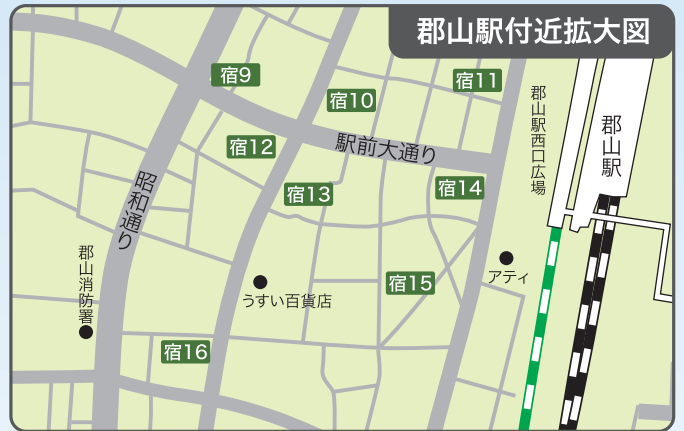 郡山駅付近拡大図
宿9
宿10
宿11
郡山駅西口広場
郡山駅
宿12
駅前大通り
宿13
宿14
昭和通り
郡山消防署
アティ
うすい百貨店
宿15
宿16